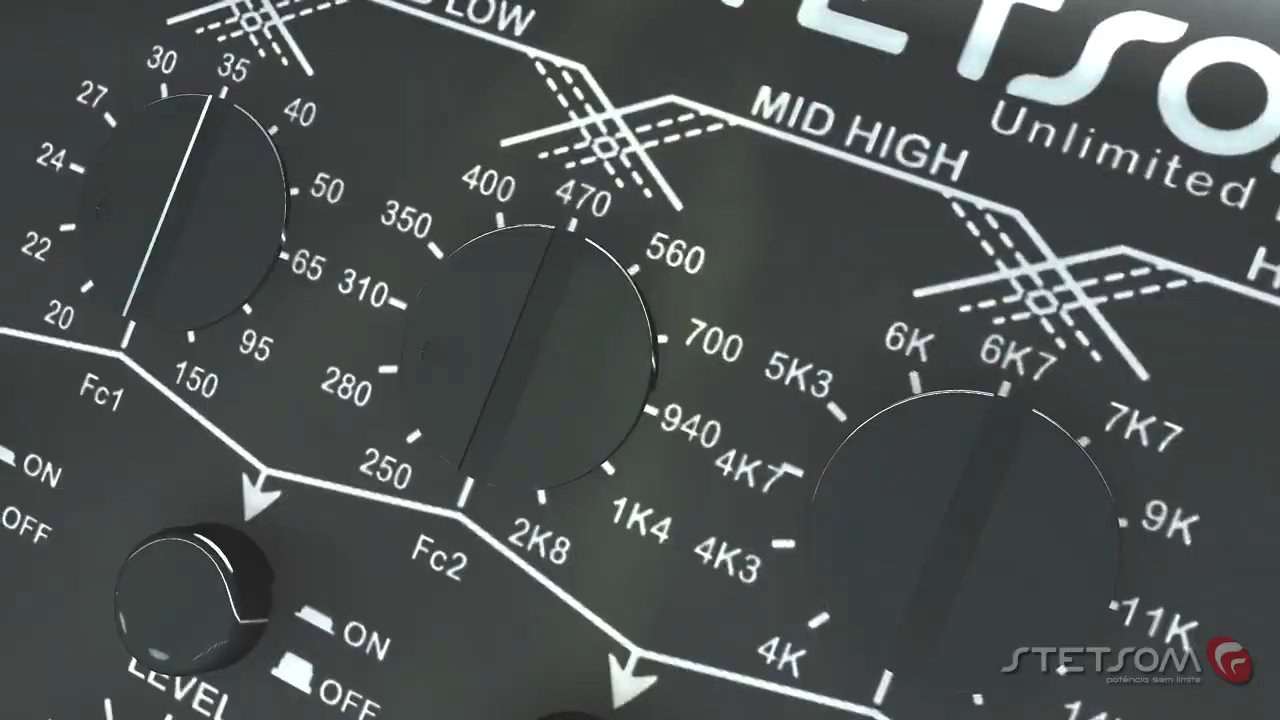 LOW
MID HIGH
Unlimited
30
35
27
40
24
50
22
65
20
95
150
Fc1
400
470
350
560
310
700
280
940
250
1K4
2K8
Fc2
6K
6K7
5K3
7K7
4K7
9K
4K3
11K
4K
ON
OFF
ON
OFF
LEVEL
STETSOM
potência sem limite